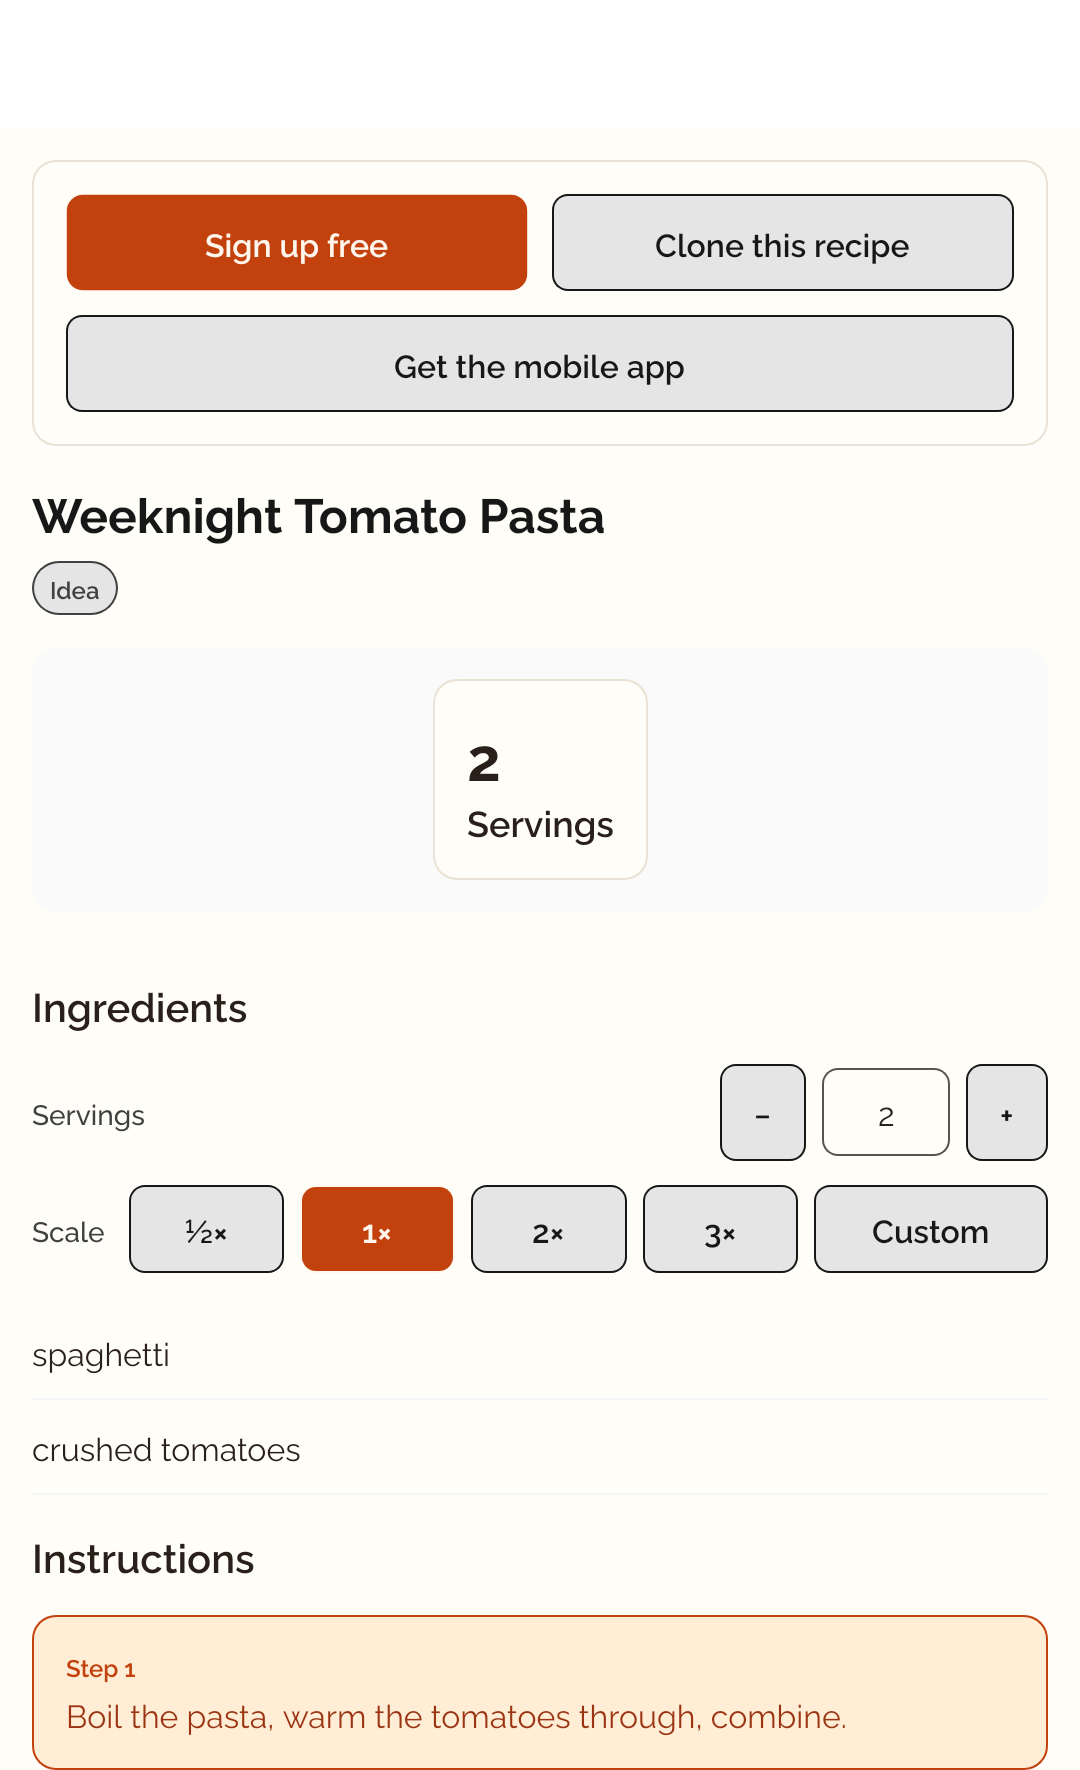 Sign up free
Clone this recipe
Get the mobile app
Weeknight Tomato Pasta
Idea
2
Servings
Ingredients
Servings − 2 +
Scale ½× 1× 2× 3× Custom
spaghetti
crushed tomatoes
Instructions
Step 1
Boil the pasta, warm the tomatoes through, combine.